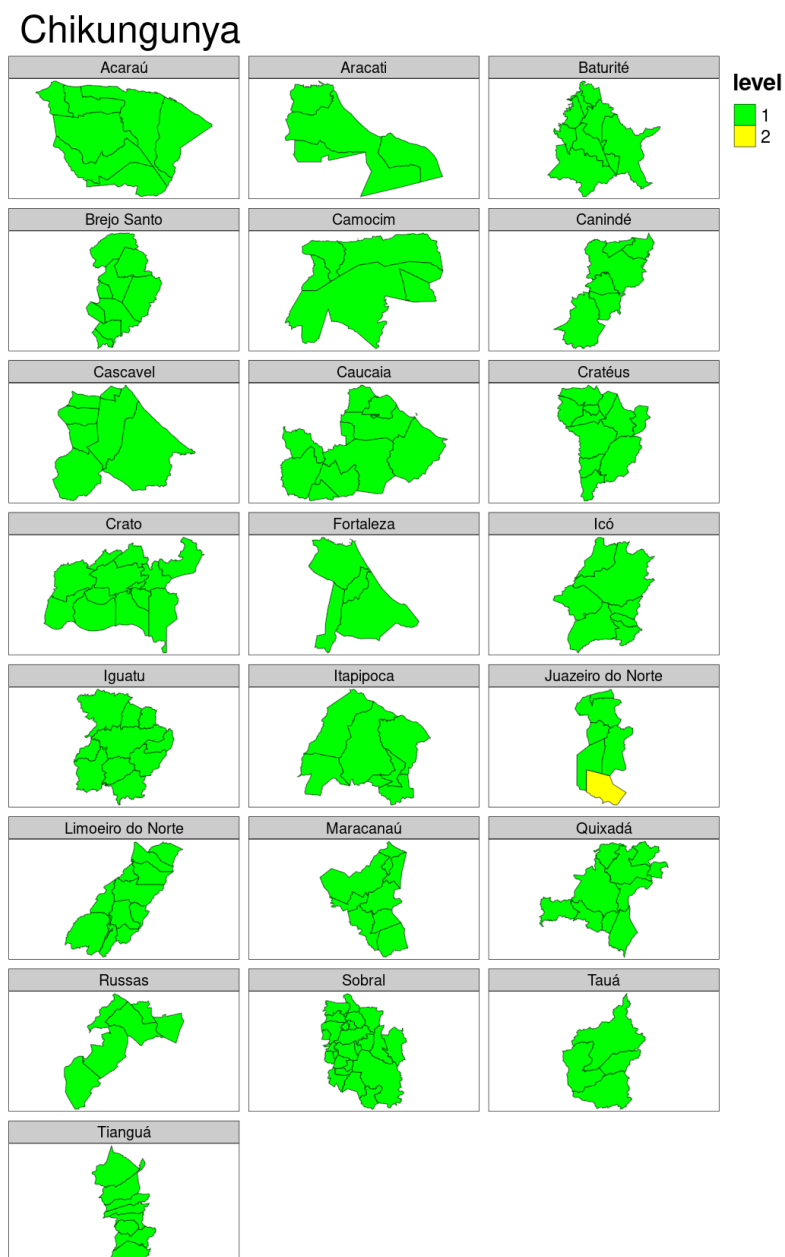 Chikungunya
Acaraú
Aracati
Baturité
level
1
2
Brejo Santo
Camocim
Canindé
Cascavel
Caucaia
Cratéus
Crato
Fortaleza
Icó
Iguatu
Itapipoca
Juazeiro do Norte
Limoeiro do Norte
Maracanaú
Quixadá
Russas
Sobral
Tauá
Tianguá